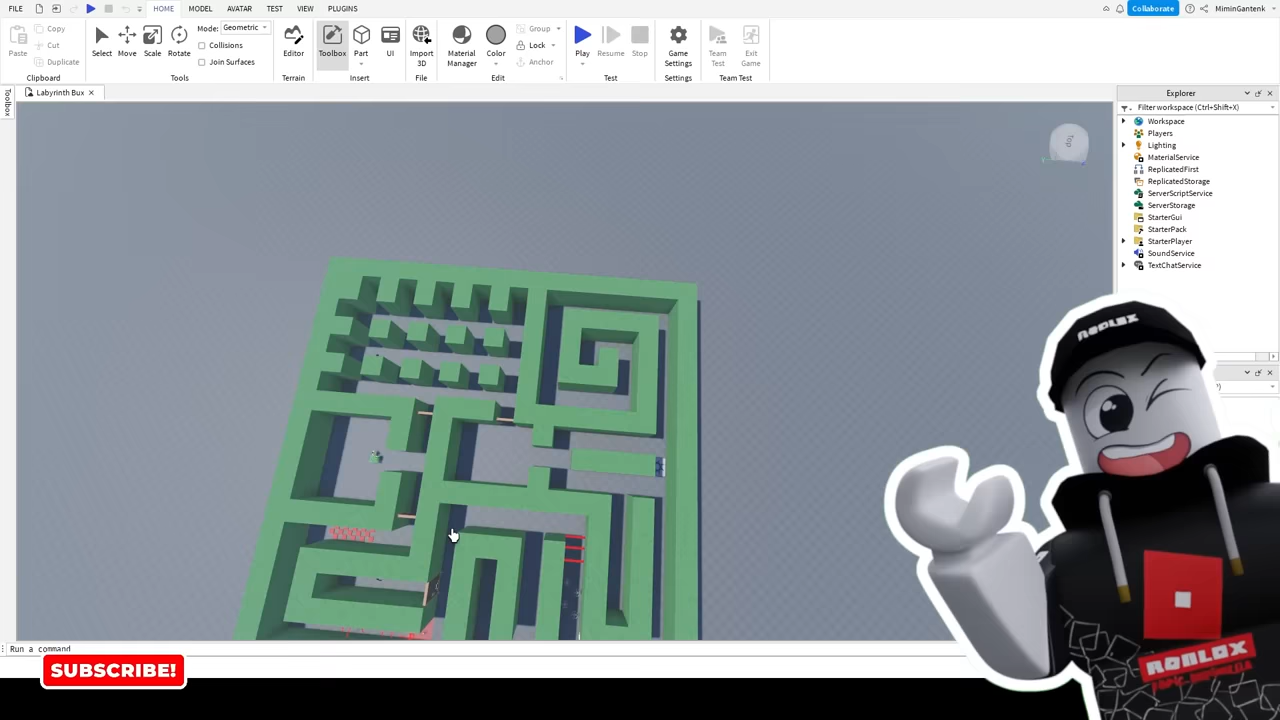 FILE HOME MODEL AVATAR TEST VIEW PLUGINS Collaborate MiminGantenk
Copy Mode: Geometric Group
Cut Collisions Lock
Paste Duplicate Select Move Scale Rotate Join Surfaces Editor Toolbox Part UI Import 3D Material Manager Color Anchor Play Resume Stop Game Settings Team Test Exit Game
Clipboard Tools Terrain Insert File Edit Test Settings Team Test
Toolbox
Labyrinth Bux
Explorer
Filter workspace (Ctrl+Shift+X)
Workspace
Players
Lighting
MaterialService
ReplicatedFirst
ReplicatedStorage
ServerScriptService
ServerStorage
StarterGui
StarterPack
StarterPlayer
SoundService
TextChatService
Top
ROBLOX
ROBLOX
Run a command
SUBSCRIBE!